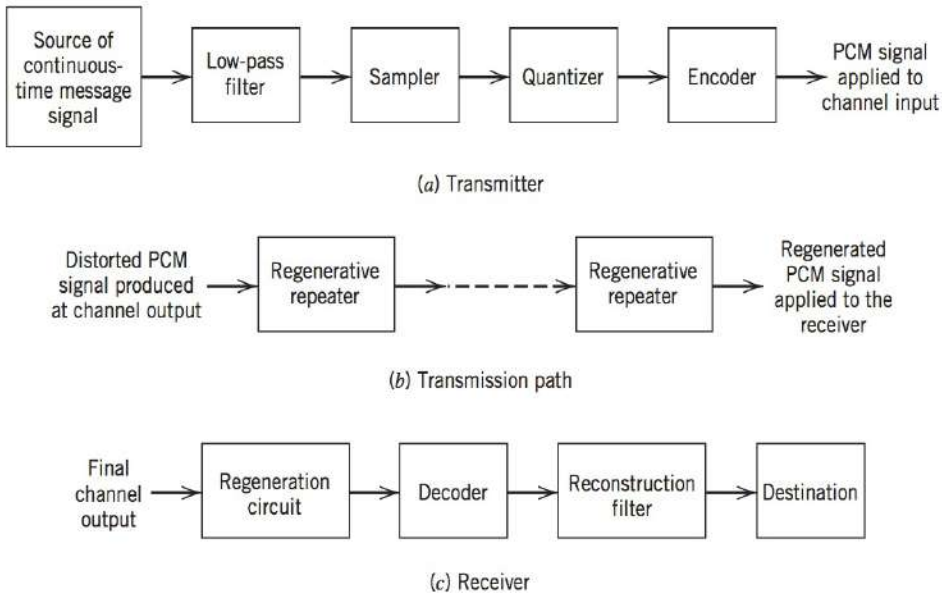 Source of
continuous-
time message
signal
Low-pass
filter
Sampler
Quantizer
Encoder
PCM signal
applied to
channel input
(a) Transmitter
Distorted PCM
signal produced
at channel output
Regenerative
repeater
Regenerative
repeater
Regenerated
PCM signal
applied to the
receiver
(b) Transmission path
Final
channel
output
Regeneration
circuit
Decoder
Reconstruction
filter
Destination
(c) Receiver